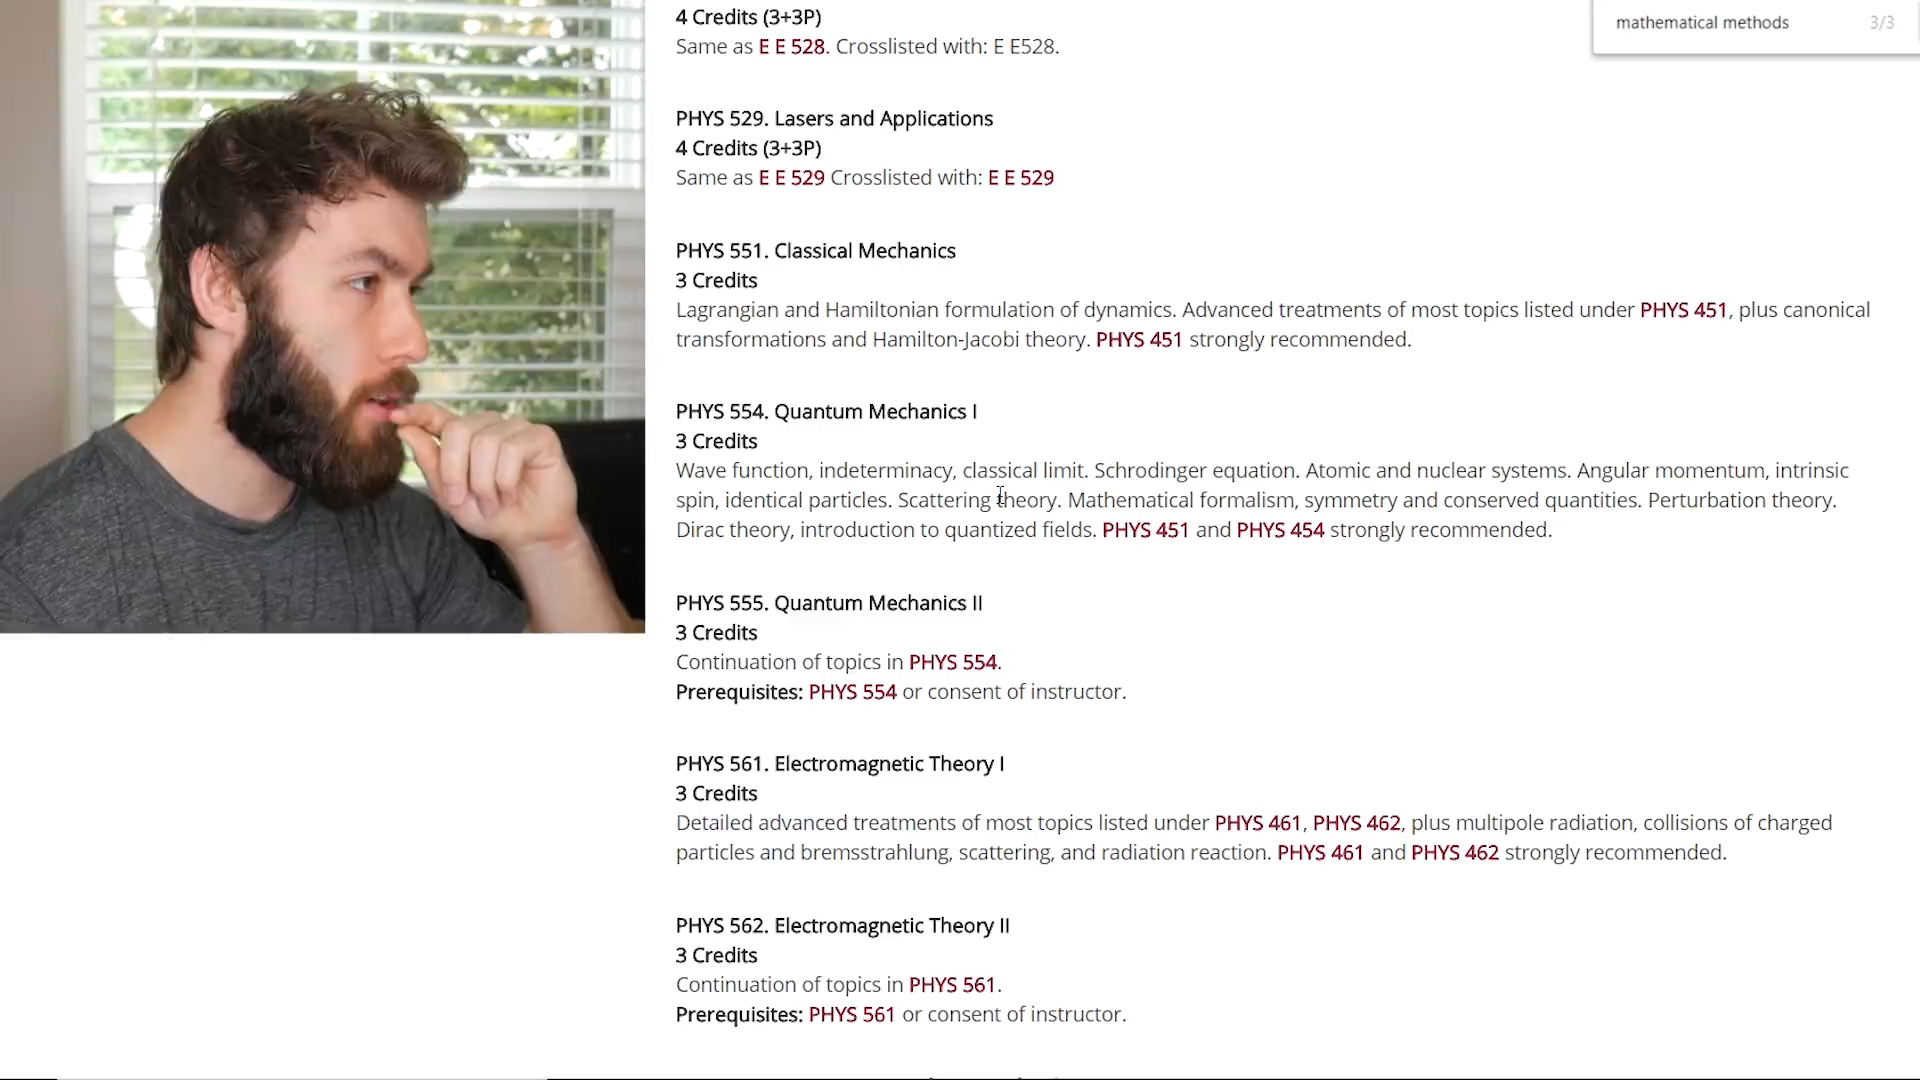 mathematical methods 3/3
4 Credits (3+3P)
Same as E E 528. Crosslisted with: E E528.
PHYS 529. Lasers and Applications
4 Credits (3+3P)
Same as E E 529 Crosslisted with: E E 529
PHYS 551. Classical Mechanics
3 Credits
Lagrangian and Hamiltonian formulation of dynamics. Advanced treatments of most topics listed under PHYS 451, plus canonical
transformations and Hamilton-Jacobi theory. PHYS 451 strongly recommended.
PHYS 554. Quantum Mechanics I
3 Credits
Wave function, indeterminacy, classical limit. Schrodinger equation. Atomic and nuclear systems. Angular momentum, intrinsic
spin, identical particles. Scattering theory. Mathematical formalism, symmetry and conserved quantities. Perturbation theory.
Dirac theory, introduction to quantized fields. PHYS 451 and PHYS 454 strongly recommended.
PHYS 555. Quantum Mechanics II
3 Credits
Continuation of topics in PHYS 554.
Prerequisites: PHYS 554 or consent of instructor.
PHYS 561. Electromagnetic Theory I
3 Credits
Detailed advanced treatments of most topics listed under PHYS 461, PHYS 462, plus multipole radiation, collisions of charged
particles and bremsstrahlung, scattering, and radiation reaction. PHYS 461 and PHYS 462 strongly recommended.
PHYS 562. Electromagnetic Theory II
3 Credits
Continuation of topics in PHYS 561.
Prerequisites: PHYS 561 or consent of instructor.